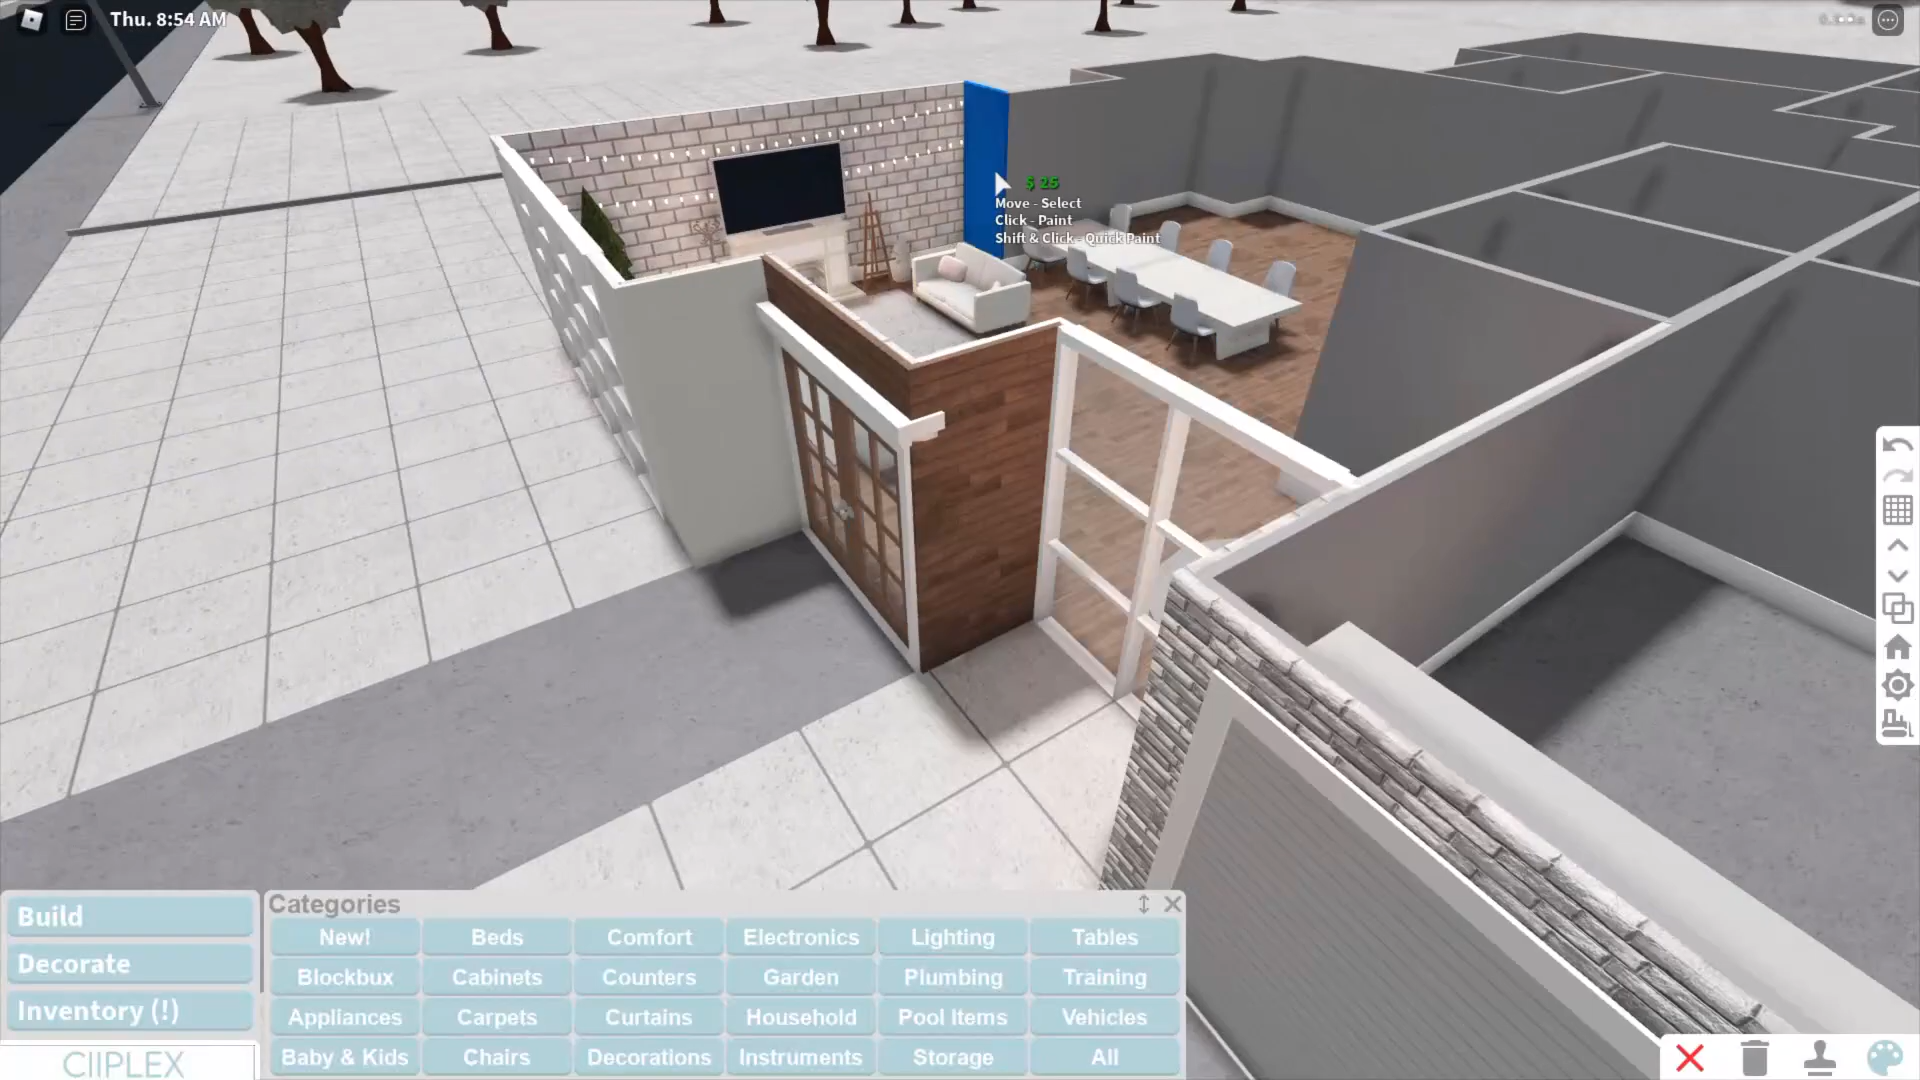 Thu. 8:54 AM
$ 25
Move - Select
Click - Paint
Shift & Click - Quick Paint
Build
Decorate
Inventory (!)
CIIPLEX
Categories
New! Beds Comfort Electronics Lighting Tables
Blockbux Cabinets Counters Garden Plumbing Training
Appliances Carpets Curtains Household Pool Items Vehicles
Baby & Kids Chairs Decorations Instruments Storage All